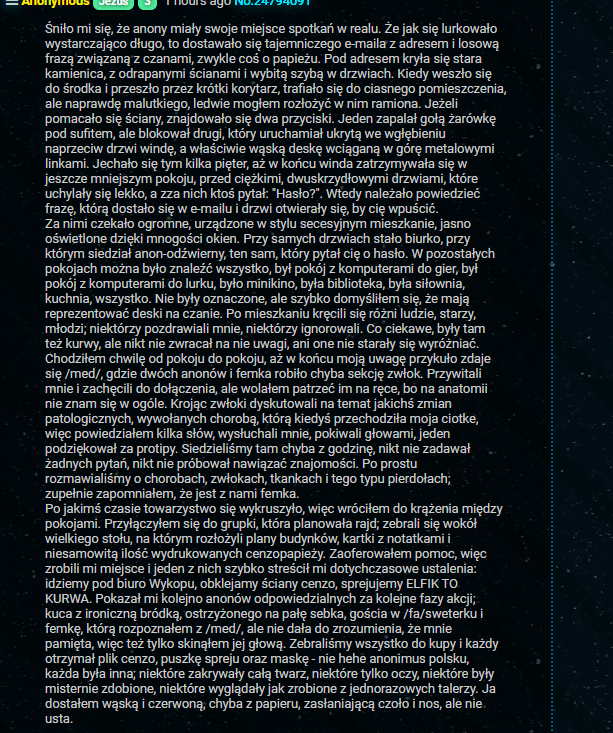 Anonymous Jezus 3 1 hours ago No.24794091
Śniło mi się, że anony miały swoje miejsce spotkań w realu. Że jak się lurkowało
wystarczająco długo, to dostawało się tajemniczego e-maila z adresem i losową
frazą związaną z czanami, zwykle coś o papieżu. Pod adresem kryła się stara
kamienica, z odrapanymi ścianami i wybitą szybą w drzwiach. Kiedy weszło się
do środka i przeszło przez krótki korytarz, trafiało się do ciasnego pomieszczenia,
ale naprawdę malutkiego, ledwie mogłem rozłożyć w nim ramiona. Jeżeli
pomacało się ściany, znajdowało się dwa przyciski. Jeden zapalał gołą żarówkę
pod sufitem, ale blokował drugi, który uruchamiał ukrytą we wgłębieniu
naprzeciw drzwi windę, a właściwie wąską deskę wciąganą w górę metalowymi
linkami. Jechało się tym kilka pięter, aż w końcu winda zatrzymywała się w
jeszcze mniejszym pokoju, przed ciężkimi, dwuskrzydłowymi drzwiami, które
uchylały się lekko, a zza nich ktoś pytał: "Hasło?". Wtedy należało powiedzieć
frazę, którą dostało się w e-mailu i drzwi otwierały się, by cię wpuścić.
Za nimi czekało ogromne, urządzone w stylu secesyjnym mieszkanie, jasno
oświetlone dzięki mnogości okien. Przy samych drzwiach stało biurko, przy
którym siedział anon-odźwierny, ten sam, który pytał cię o hasło. W pozostałych
pokojach można było znaleźć wszystko, był pokój z komputerami do gier, był
pokój z komputerami do lurku, było minikino, była biblioteka, była siłownia,
kuchnia, wszystko. Nie były oznaczone, ale szybko domyśliłem się, że mają
reprezentować deski na czanie. Po mieszkaniu kręcili się różni ludzie, starzy,
młodzi; niektórzy pozdrawiali mnie, niektórzy ignorowali. Co ciekawe, były tam
też kurwy, ale nikt nie zwracał na nie uwagi, ani one nie starały się wyróżniać.
Chodziłem chwilę od pokoju do pokoju, aż w końcu moją uwagę przykuło zdaje
się /med/, gdzie dwóch anonów i femka robiło chyba sekcję zwłok. Przywitali
mnie i zachęcili do dołączenia, ale wolałem patrzeć im na ręce, bo na anatomii
nie znam się w ogóle. Krojąc zwłoki dyskutowali na temat jakichś zmian
patologicznych, wywołanych chorobą, którą kiedyś przechodziła moja ciotke,
więc powiedziałem kilka słów, wysłuchali mnie, pokiwali głowami, jeden
podziękował za protipy. Siedzieliśmy tam chyba z godzinę, nikt nie zadawał
żadnych pytań, nikt nie próbował nawiązać znajomości. Po prostu
rozmawialiśmy o chorobach, zwłokach, tkankach i tego typu pierdołach;
zupełnie zapomniałem, że jest z nami femka.
Po jakimś czasie towarzystwo się wykruszyło, więc wróciłem do krążenia między
pokojami. Przyłączyłem się do grupki, która planowała rajd; zebrali się wokół
wielkiego stołu, na którym rozłożyli plany budynków, kartki z notatkami i
niesamowitą ilość wydrukowanych cenzopapieży. Zaoferowałem pomoc, więc
zrobili mi miejsce i jeden z nich szybko streścił mi dotychczasowe ustalenia:
idziemy pod biuro Wykopu, obklejamy ściany cenzo, sprejujemy ELFIK TO
KURWA. Pokazał mi kolejno anonów odpowiedzialnych za kolejne fazy akcji;
kuca z ironiczną bródką, ostrzyżonego na pałę sebka, gościa w /fa/sweterku i
femkę, którą rozpoznałem z /med/, ale nie dała do zrozumienia, że mnie
pamięta, więc też tylko skinąłem jej głową. Zebraliśmy wszystko do kupy i każdy
otrzymał plik cenzo, puszkę spreju oraz maskę - nie hehe anonimus polsku,
każda była inna; niektóre zakrywały całą twarz, niektóre tylko oczy, niektóre były
misternie zdobione, niektóre wyglądały jak zrobione z jednorazowych talerzy. Ja
dostałem wąską i czerwoną, chyba z papieru, zasłaniającą czoło i nos, ale nie
usta.